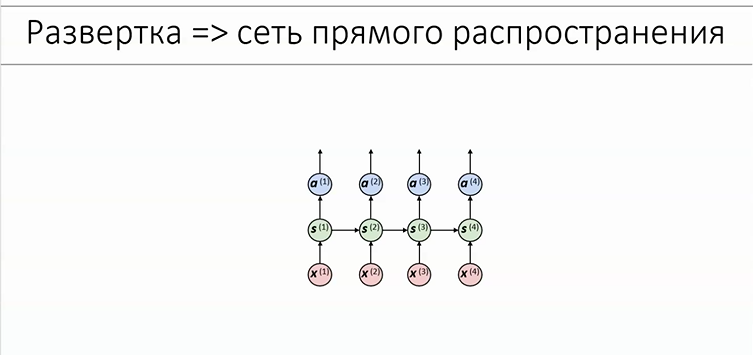 Развертка => сеть прямого распространения
a(1) a(2) a(3) a(4)
s(1) s(2) s(3) s(4)
x(1) x(2) x(3) x(4)